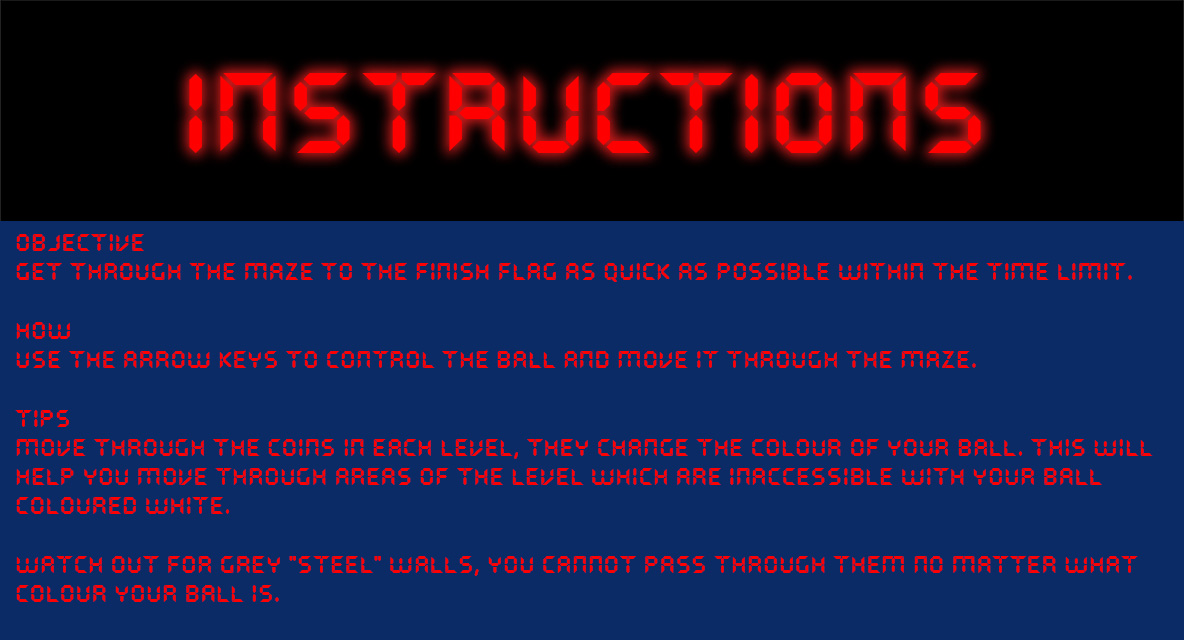 INSTRUCTIONS
OBJECTIVE
GET THROUGH THE MAZE TO THE FINISH FLAG AS QUICK AS POSSIBLE WITHIN THE TIME LIMIT.
HOW
USE THE ARROW KEYS TO CONTROL THE BALL AND MOVE IT THROUGH THE MAZE.
TIPS
MOVE THROUGH THE COINS IN EACH LEVEL, THEY CHANGE THE COLOUR OF YOUR BALL. THIS WILL
HELP YOU MOVE THROUGH AREAS OF THE LEVEL WHICH ARE INACCESSIBLE WITH YOUR BALL
COLOURED WHITE.
WATCH OUT FOR GREY "STEEL" WALLS, YOU CANNOT PASS THROUGH THEM NO MATTER WHAT
COLOUR YOUR BALL IS.